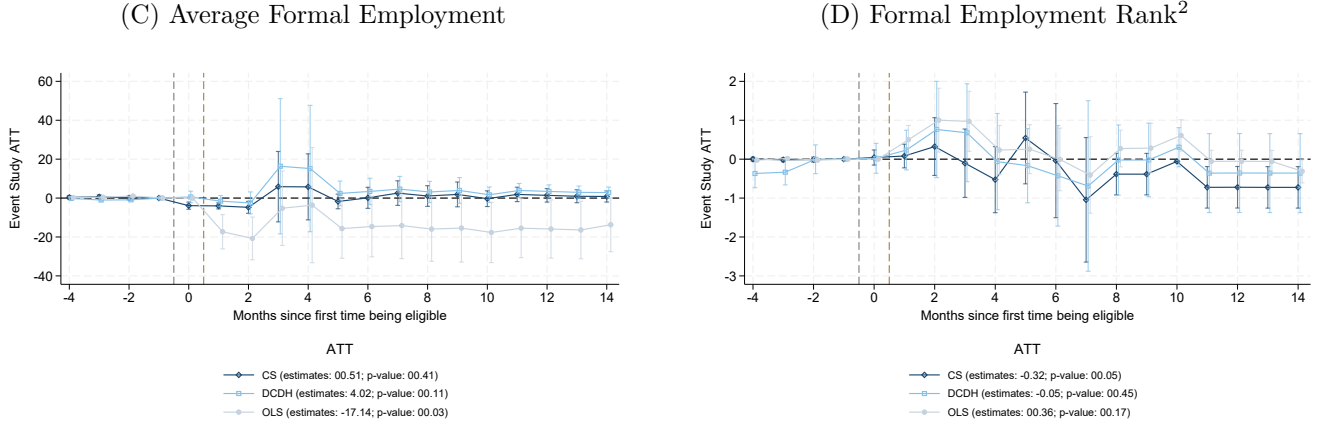 (C) Average Formal Employment
Event Study ATT
60
40
20
0
-20
-40
-4
-2
0
2
4
6
8
10
12
14
Months since first time being eligible
ATT
CS (estimates: 00.51; p-value: 00.41)
DCDH (estimates: 4.02; p-value: 00.11)
OLS (estimates: -17.14; p-value: 00.03)
(D) Formal Employment Rank²
Event Study ATT
2
1
0
-1
-2
-3
-4
-2
0
2
4
6
8
10
12
14
Months since first time being eligible
ATT
CS (estimates: -0.32; p-value: 00.05)
DCDH (estimates: -0.05; p-value: 00.45)
OLS (estimates: 00.36; p-value: 00.17)